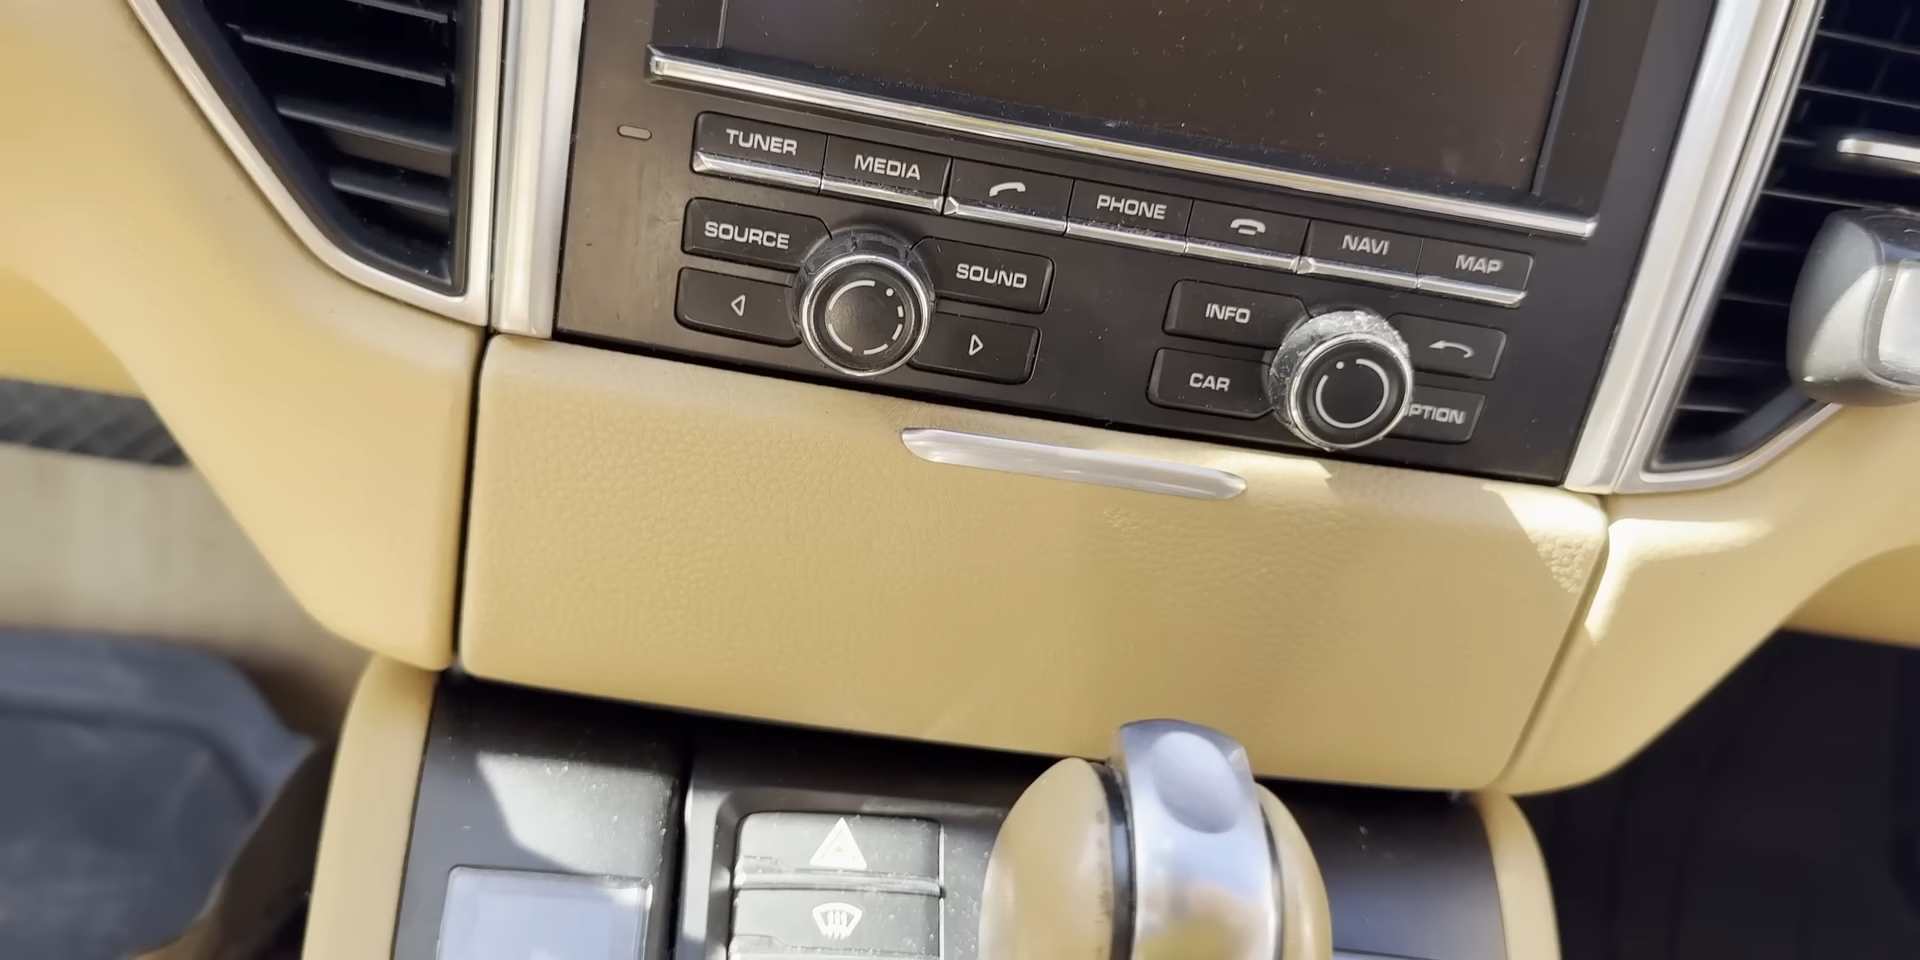 TUNER
MEDIA
PHONE
NAVI
MAP
SOURCE
SOUND
INFO
CAR
PTION